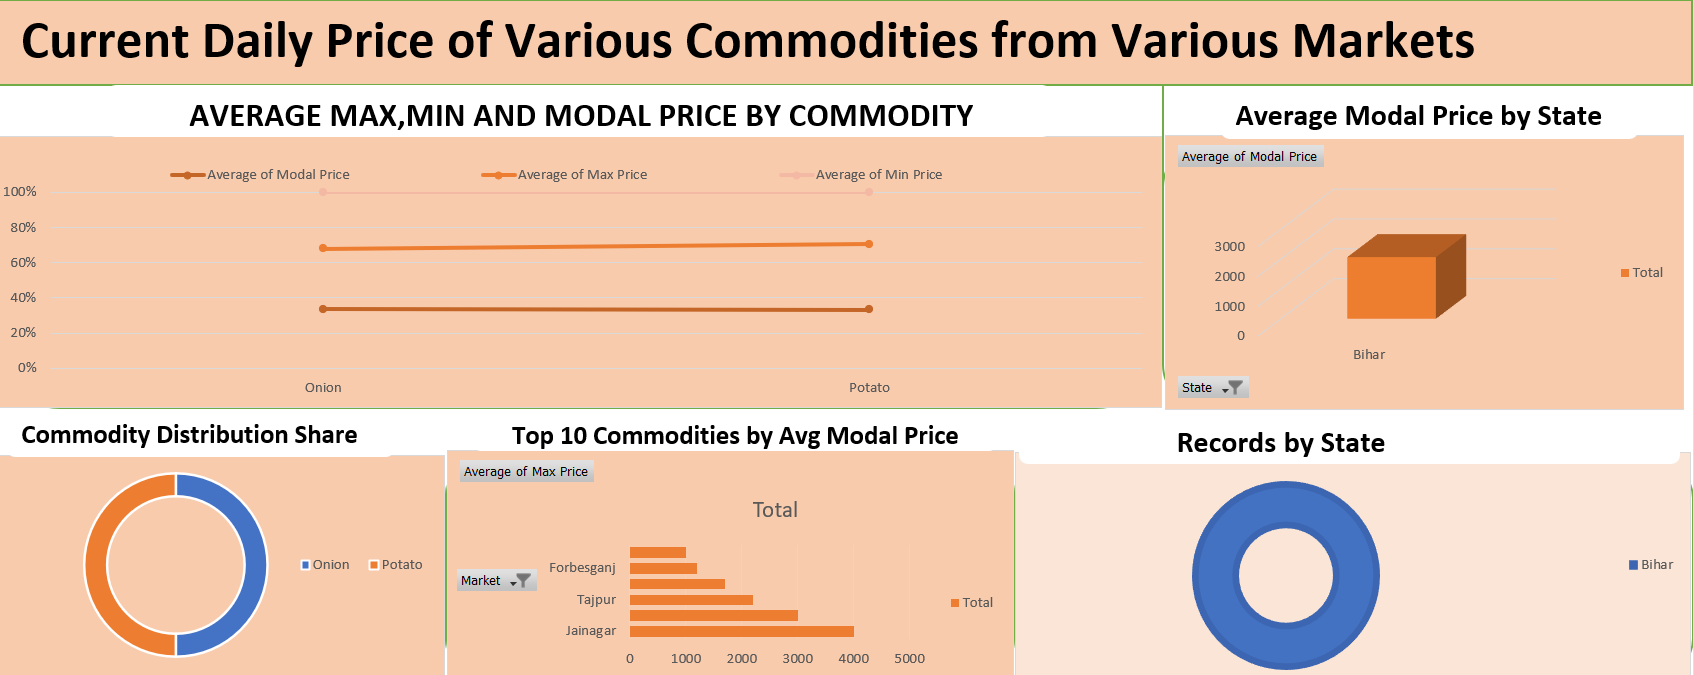 Current Daily Price of Various Commodities from Various Markets
AVERAGE MAX,MIN AND MODAL PRICE BY COMMODITY
Average of Modal Price
Average of Max Price
Average of Min Price
100%
80%
60%
40%
20%
0%
Onion
Potato
Average Modal Price by State
Average of Modal Price
3000
2000
1000
0
Total
Bihar
State
Commodity Distribution Share
Onion
Potato
Top 10 Commodities by Avg Modal Price
Average of Max Price
Total
Market
Forbesganj
Tajpur
Jainagar
Total
0 1000 2000 3000 4000 5000
Records by State
Bihar